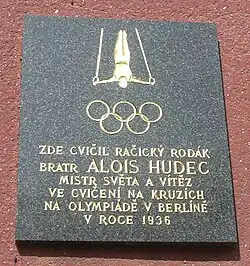 ZDE CVIČIL RAČICKÝ RODÁK
BRATR ALOIS HUDEC
MISTR SVĚTA A VÍTĚZ
VE CVIČENÍ NA KRUZÍCH
NA OLYMPIÁDĚ V BERLÍNĚ
V ROCE 1936